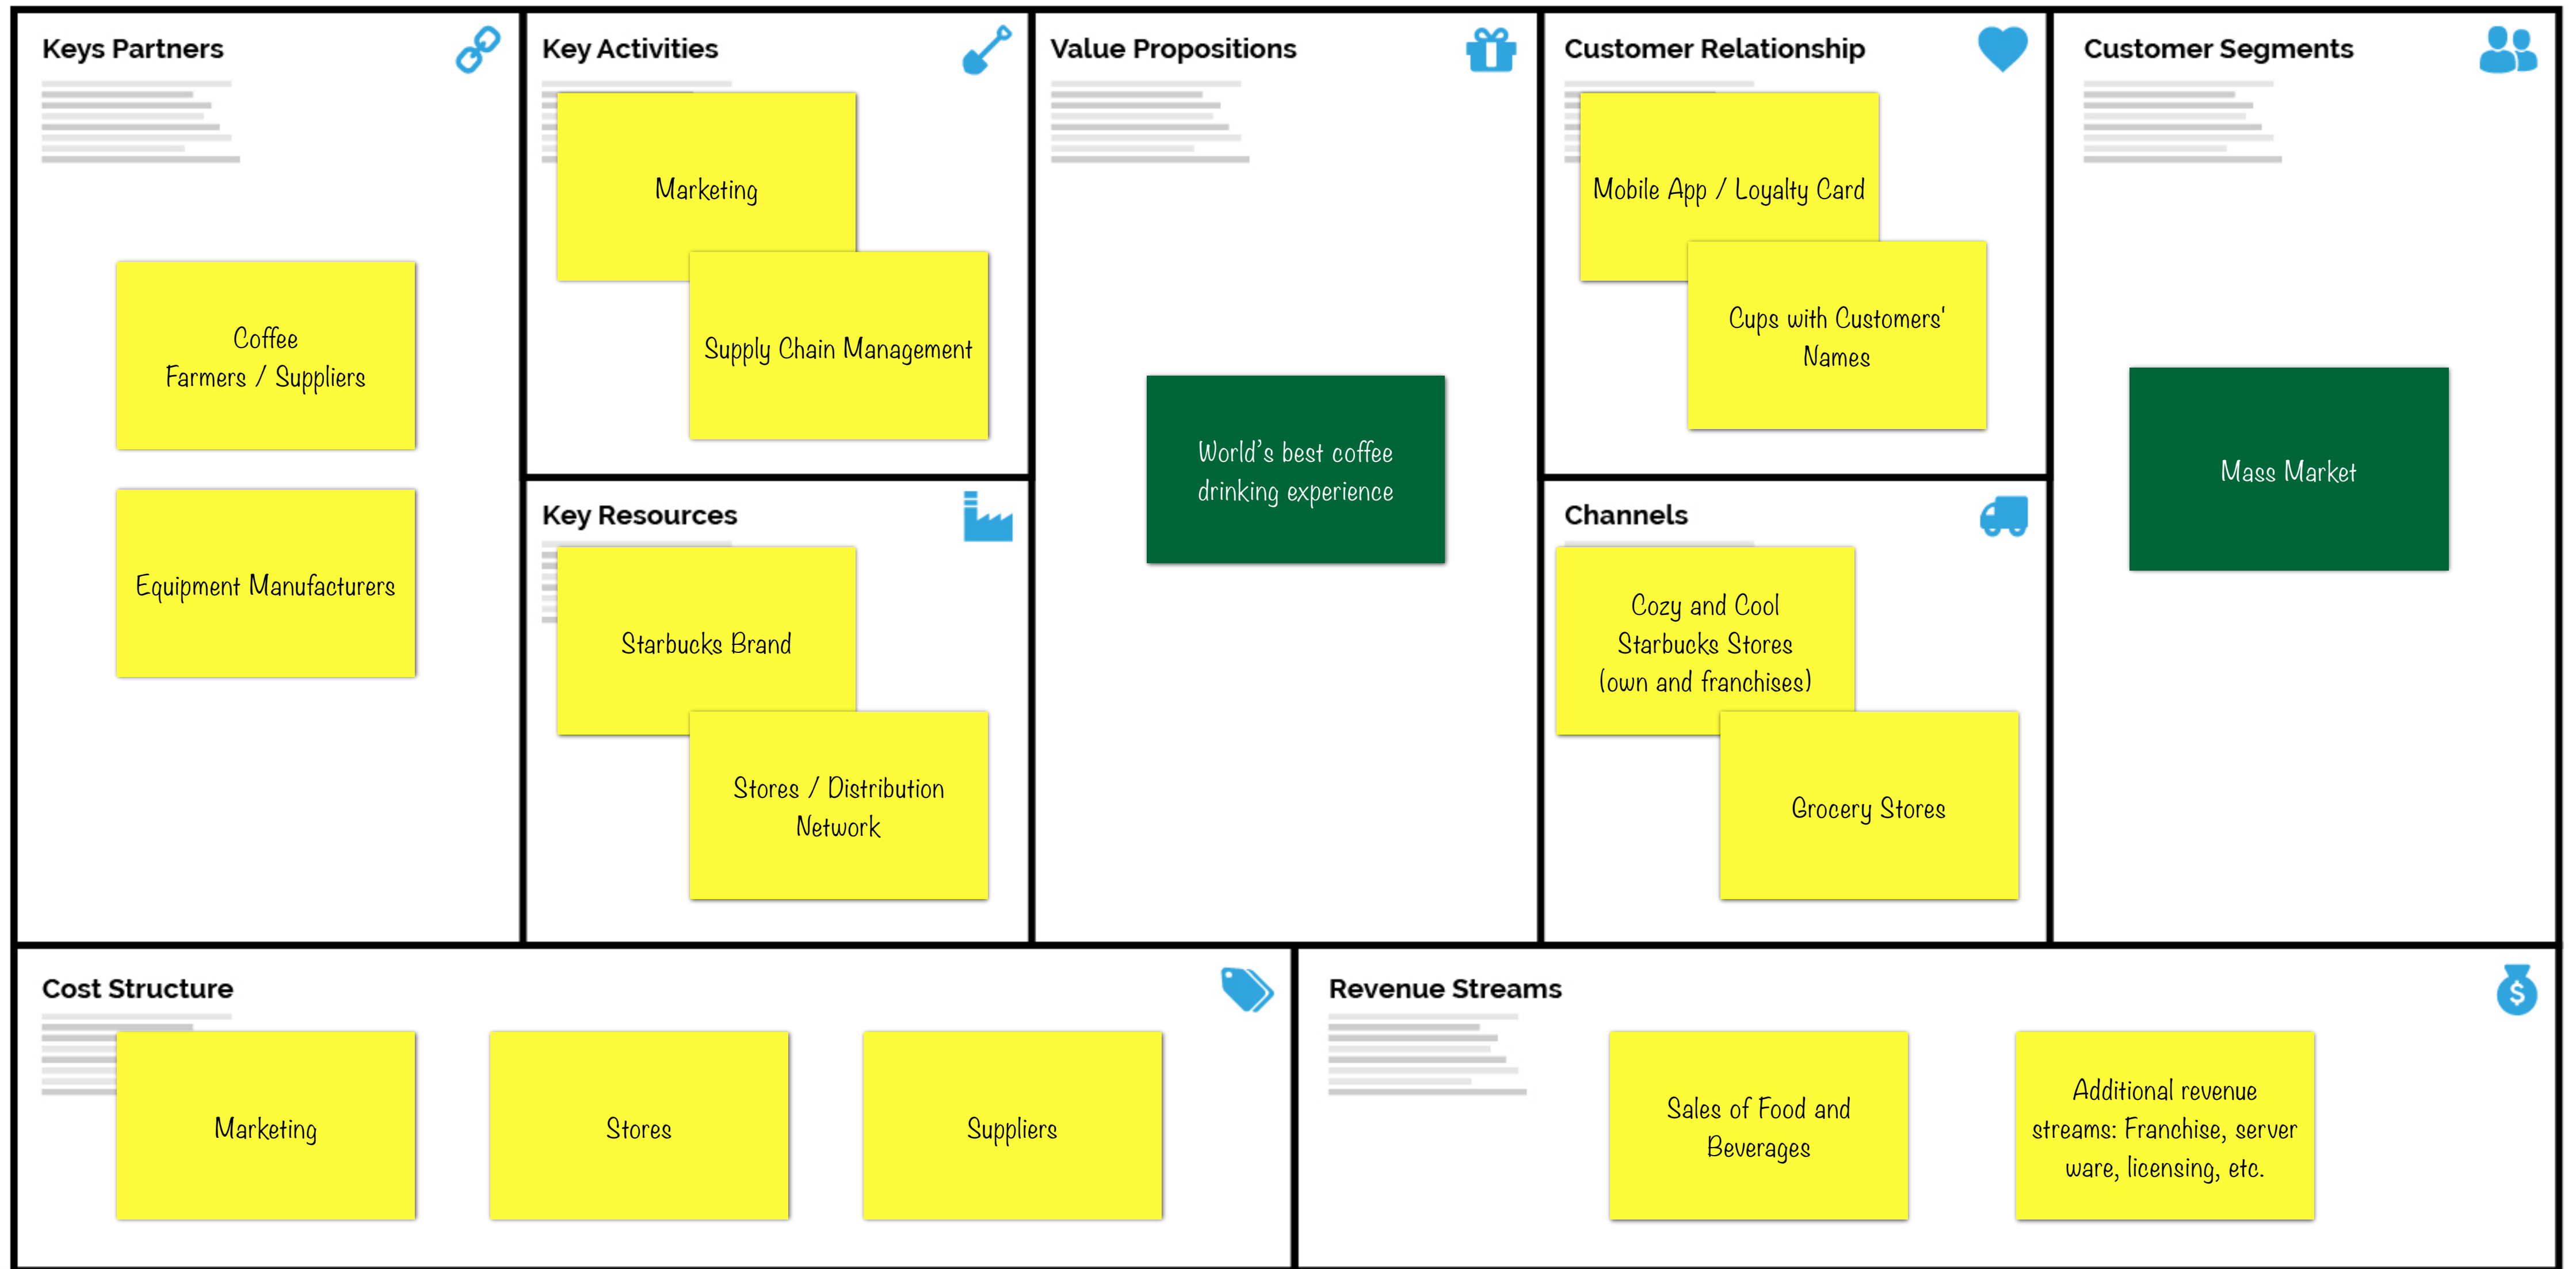 Keys Partners
Coffee
Farmers / Suppliers
Equipment Manufacturers
Key Activities
Marketing
Supply Chain Management
Key Resources
Starbucks Brand
Stores / Distribution
Network
Value Propositions
World's best coffee
drinking experience
Customer Relationship
Mobile App / Loyalty Card
Cups with Customers'
Names
Channels
Cozy and Cool
Starbucks Stores
(own and franchises)
Grocery Stores
Customer Segments
Mass Market
Cost Structure
Marketing
Stores
Suppliers
Revenue Streams
Sales of Food and
Beverages
Additional revenue
streams: Franchise, server
ware, licensing, etc.
$